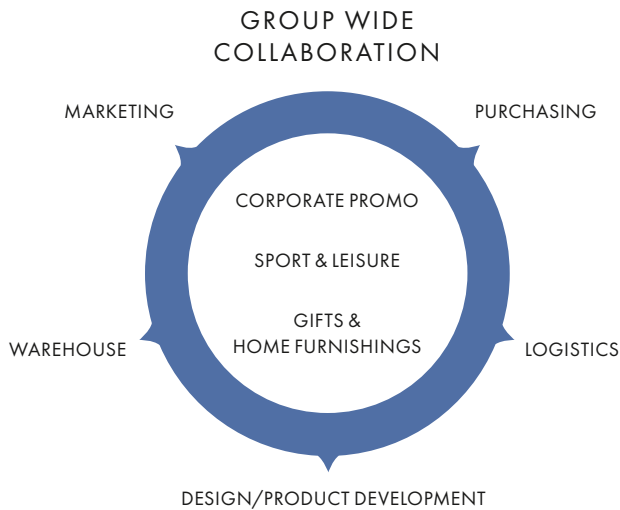 GROUP WIDE
COLLABORATION
MARKETING
PURCHASING
CORPORATE PROMO
SPORT & LEISURE
GIFTS &
HOME FURNISHINGS
WAREHOUSE
LOGISTICS
DESIGN/PRODUCT DEVELOPMENT